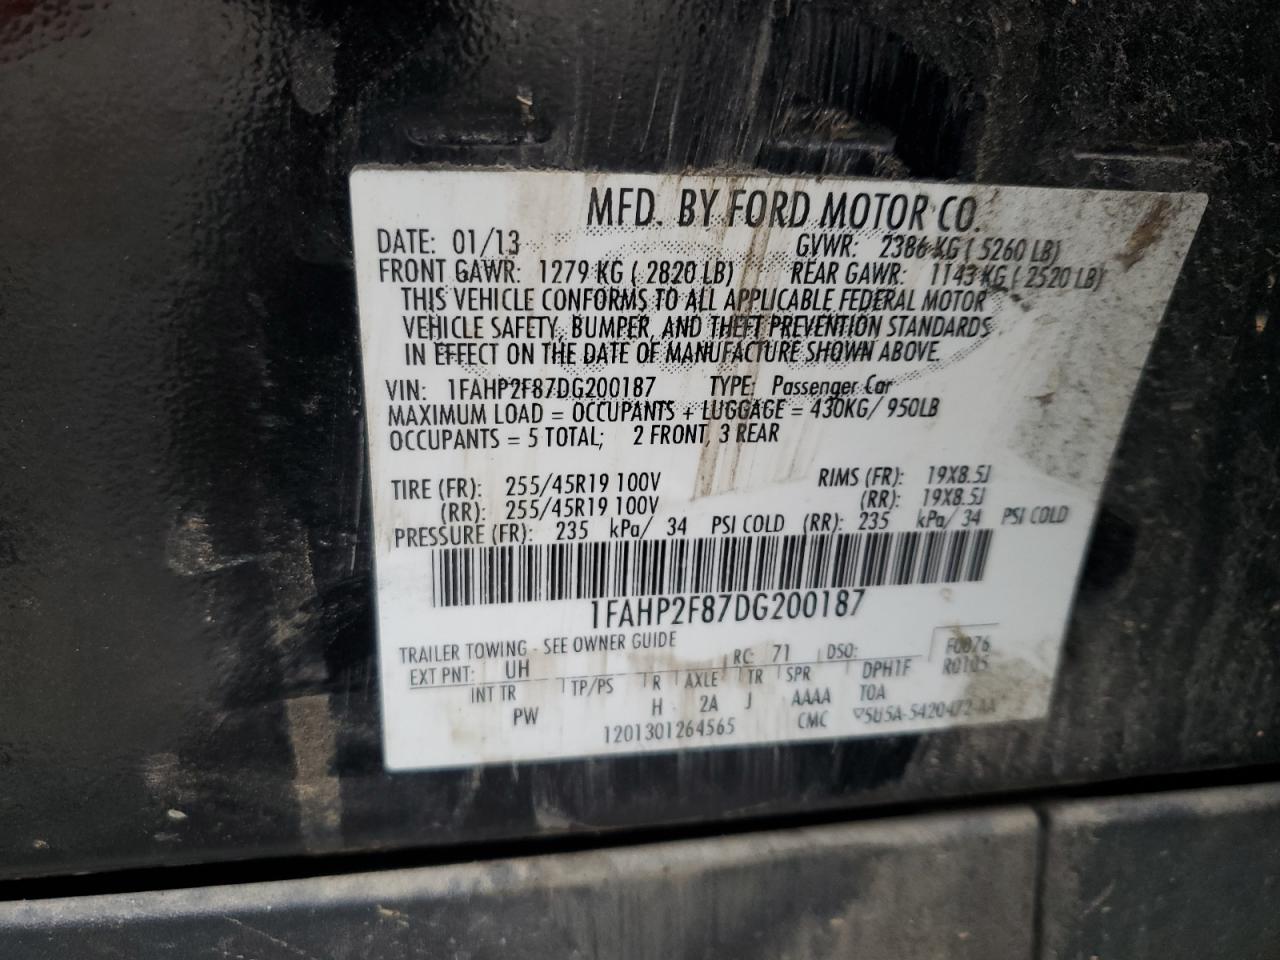 MFD. BY FORD MOTOR CO.
DATE: 01/13 GVWR: 2386 KG ( 5260 LB)
FRONT GAWR: 1279 KG ( 2820 LB) REAR GAWR: 1143 KG ( 2520 LB)
THIS VEHICLE CONFORMS TO ALL APPLICABLE FEDERAL MOTOR
VEHICLE SAFETY, BUMPER, AND THEFT PREVENTION STANDARDS
IN EFFECT ON THE DATE OF MANUFACTURE SHOWN ABOVE.
VIN: 1FAHP2F87DG200187 TYPE: Passenger Car
MAXIMUM LOAD = OCCUPANTS + LUGGAGE = 430KG/ 950LB
OCCUPANTS = 5 TOTAL; 2 FRONT, 3 REAR
TIRE (FR): 255/45R19 100V RIMS (FR): 19X8.5J
(RR): 255/45R19 100V (RR): 19X8.5J
PRESSURE (FR): 235 kPa/ 34 PSI COLD (RR): 235 kPa/ 34 PSI COLD
1FAHP2F87DG200187
TRAILER TOWING - SEE OWNER GUIDE
EXT PNT: UH RC: 71 DSO: F0076
INT TR TP/PS R AXLE TR SPR DPH1F R0105
PW H 2A J AAAA TOA
1201301264565 CMC ▽5U5A-5420472-AA